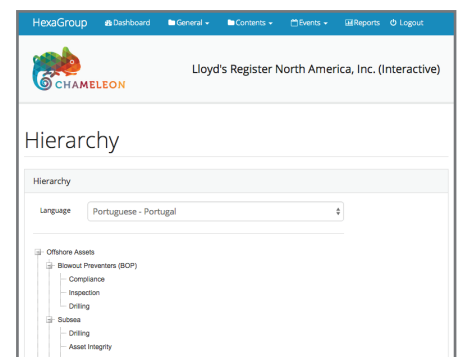 HexaGroup Dashboard General Contents Events Reports Logout
CHAMELEON
Lloyd's Register North America, Inc. (Interactive)
Hierarchy
Hierarchy
Language Portuguese - Portugal
Offshore Assets
Blowout Preventers (BOP)
Compliance
Inspection
Drilling
Subsea
Drilling
Asset Integrity